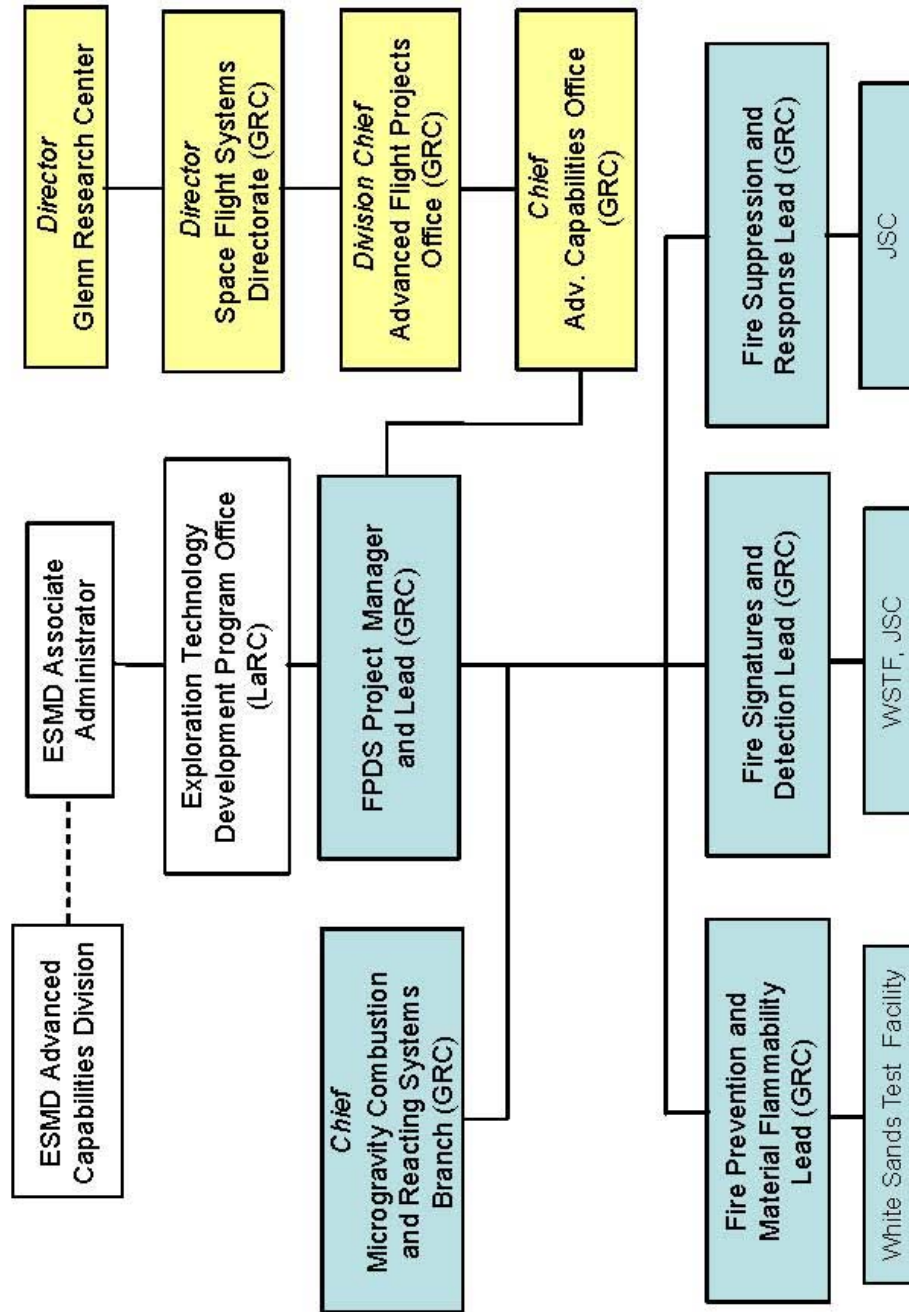 ESMD Advanced
Capabilities Division
ESMD Associate
Administrator
Director
Glenn Research Center
Exploration Technology
Development Program Office
(LaRC)
Director
Space Flight Systems
Directorate (GRC)
Chief
Microgravity Combustion
and Reacting Systems
Branch (GRC)
FPDS Project Manager
and Lead (GRC)
Division Chief
Advanced Flight Projects
Office (GRC)
Chief
Adv. Capabilities Office
(GRC)
Fire Prevention and
Material Flammability
Lead (GRC)
Fire Signatures and
Detection Lead (GRC)
Fire Suppression and
Response Lead (GRC)
White Sands Test Facility
WSTF, JSC
JSC